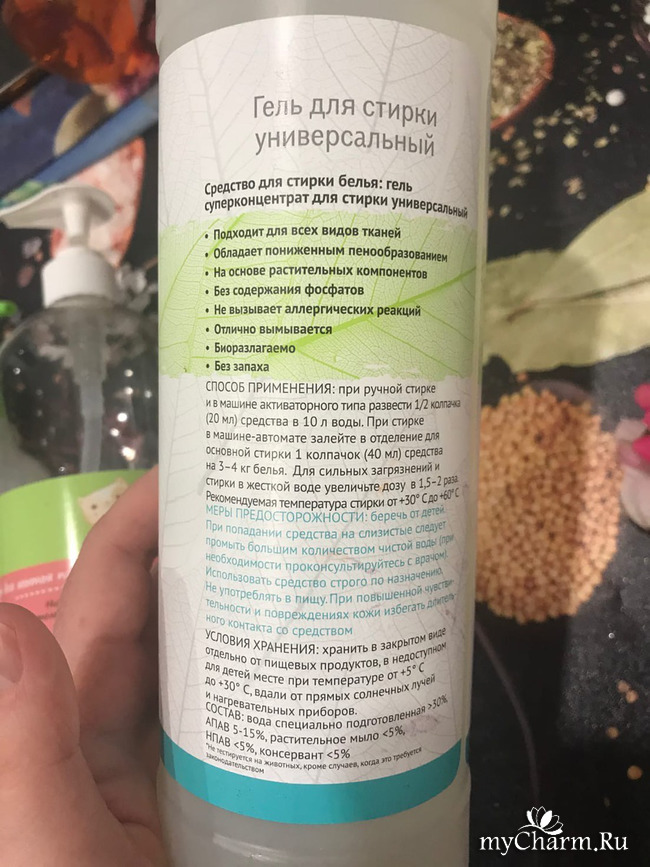 Гель для стирки
универсальный
Средство для стирки белья: гель
суперконцентрат для стирки универсальный
• Подходит для всех видов тканей
• Обладает пониженным пенообразованием
• На основе растительных компонентов
• Без содержания фосфатов
• Не вызывает аллергических реакций
• Отлично вымывается
• Биоразлагаемо
• Без запаха
СПОСОБ ПРИМЕНЕНИЯ: при ручной стирке
и в машине активаторного типа развести 1/2 колпачка
(20 мл) средства в 10 л воды. При стирке
в машине-автомате залейте в отделение для
основной стирки 1 колпачок (40 мл) средства
на 3–4 кг белья. Для сильных загрязнений и
стирки в жесткой воде увеличьте дозу в 1,5–2 раза.
Рекомендуемая температура стирки от +30° С до +60° С
МЕРЫ ПРЕДОСТОРОЖНОСТИ: беречь от детей.
При попадании средства на слизистые следует
промыть большим количеством чистой воды (при
необходимости проконсультируйтесь с врачом).
Использовать средство строго по назначению.
Не употреблять в пищу. При повышенной чувстви-
тельности и повреждениях кожи избегать длитель-
ного контакта со средством
УСЛОВИЯ ХРАНЕНИЯ: хранить в закрытом виде
отдельно от пищевых продуктов, в недоступном
для детей месте при температуре от +5° С
до +30° С, вдали от прямых солнечных лучей
и нагревательных приборов.
СОСТАВ: вода специально подготовленная >30%,
АПАВ 5-15%, растительное мыло <5%,
НПАВ <5%, консервант <5%
*Не тестируется на животных, кроме случаев, когда это требуется
законодательством
myCharm.Ru